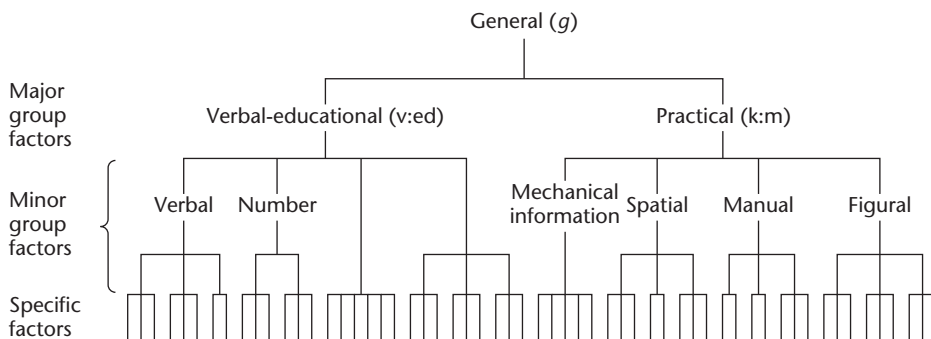 General (g)
Major
group
factors
Verbal-educational (v:ed)
Practical (k:m)
Minor
group
factors
Verbal
Number
Mechanical
information
Spatial
Manual
Figural
Specific
factors